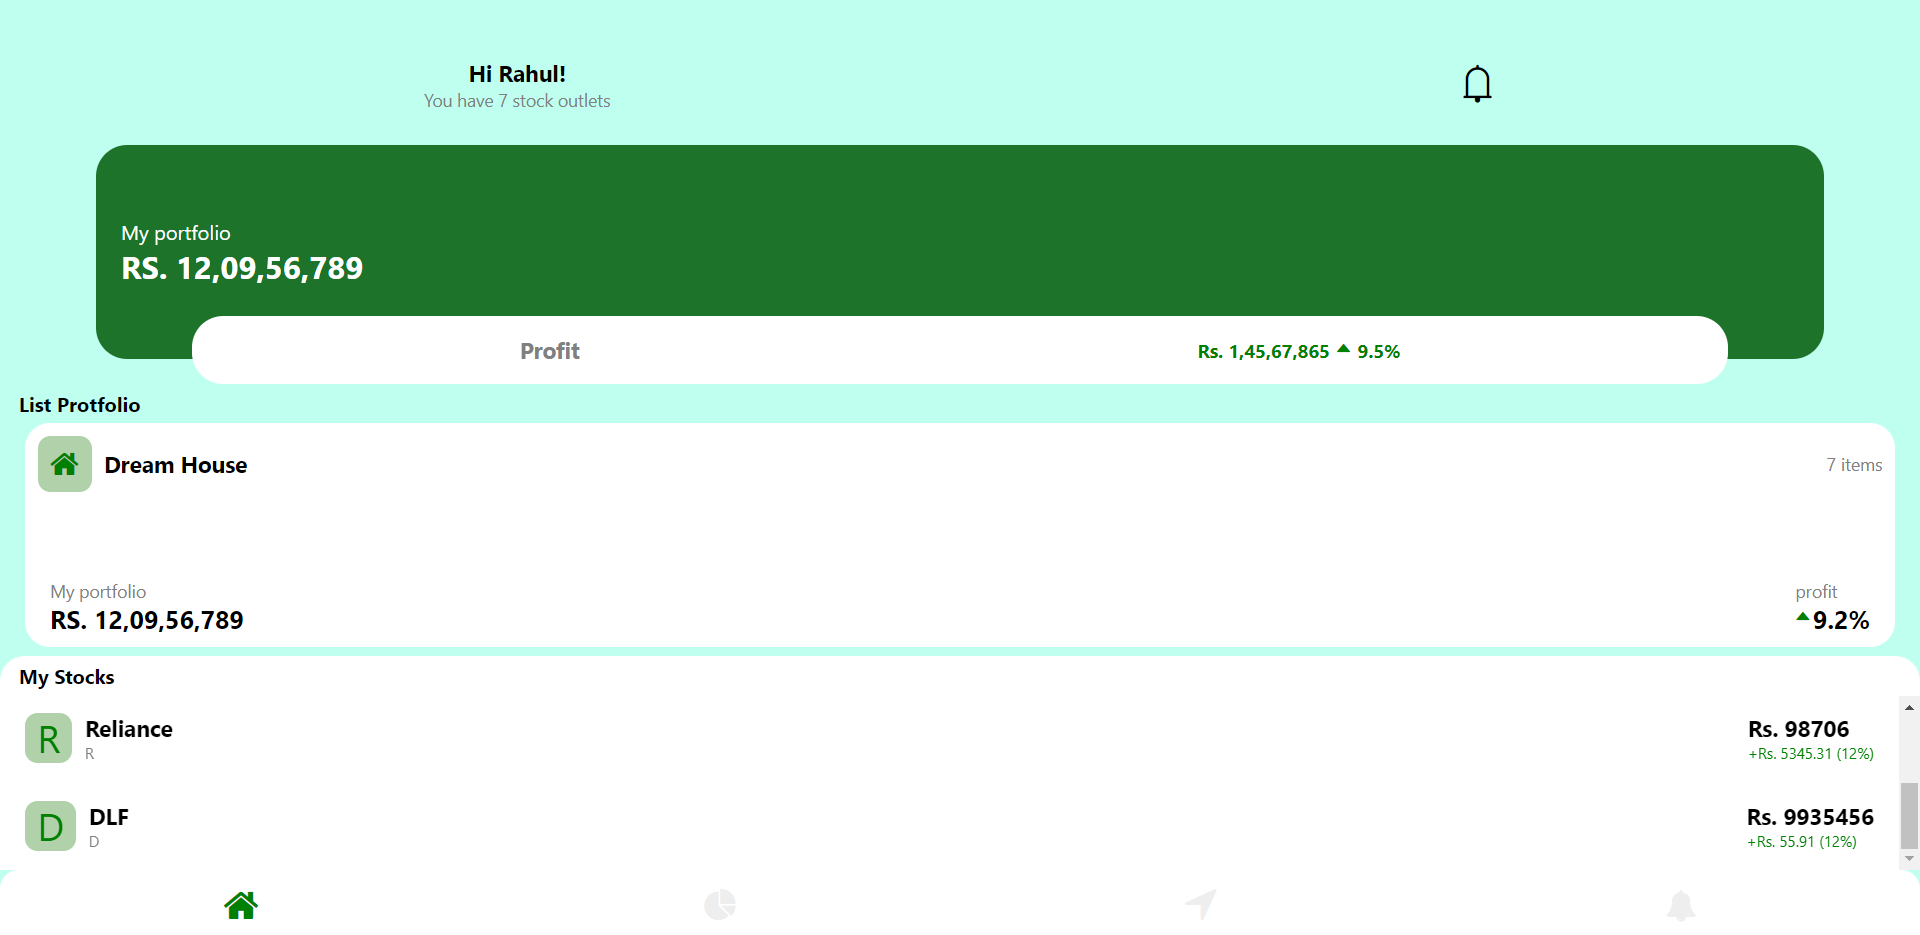 Hi Rahul!
You have 7 stock outlets
My portfolio
RS. 12,09,56,789
Profit
Rs. 1,45,67,865 9.5%
List Protfolio
Dream House
7 items
My portfolio
RS. 12,09,56,789
profit
9.2%
My Stocks
R
Reliance
R
Rs. 98706
+Rs. 5345.31 (12%)
D
DLF
D
Rs. 9935456
+Rs. 55.91 (12%)